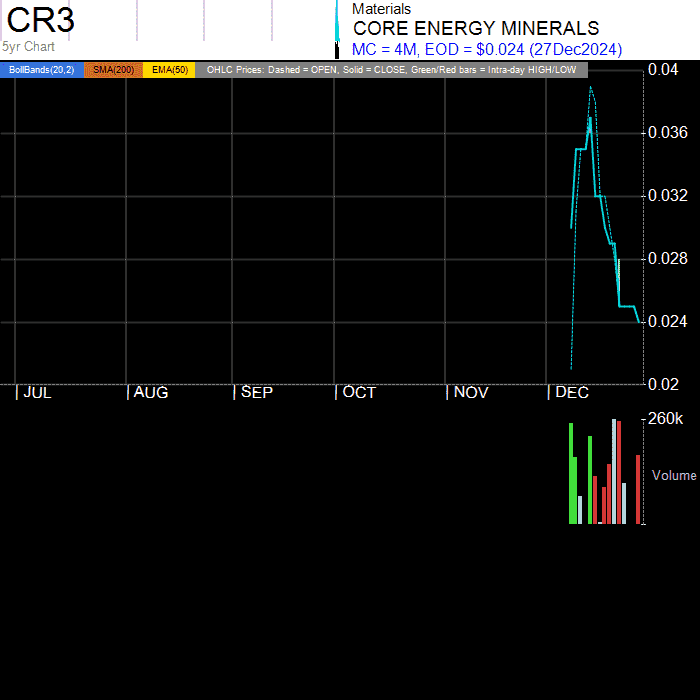 CR3
5yr Chart
Materials
CORE ENERGY MINERALS
MC = 4M, EOD = $0.024 (27Dec2024)
BollBands(20,2) SMA(200) EMA(50) OHLC Prices: Dashed = OPEN, Solid = CLOSE, Green/Red bars = Intra-day HIGH/LOW
0.04
0.036
0.032
0.028
0.024
0.02
| JUL | AUG | SEP | OCT | NOV | DEC
260k
Volume